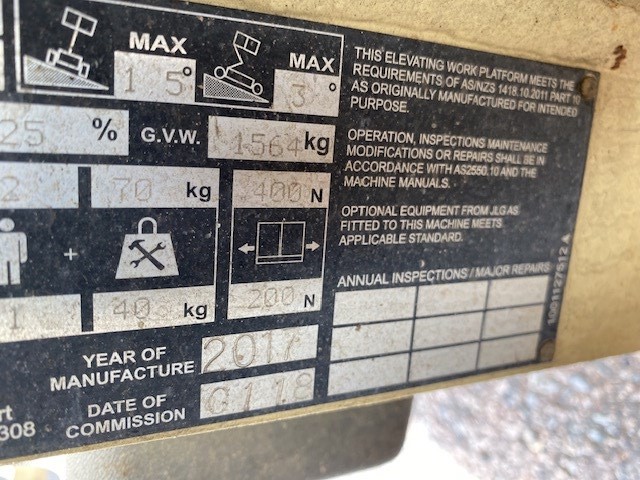 MAX
1 5°
MAX
3°
25 %
G.V.W. 1564 kg
2
70 kg
400 N
+
1
40 kg
200 N
YEAR OF
MANUFACTURE
2017
DATE OF
COMMISSION
rt
308
THIS ELEVATING WORK PLATFORM MEETS THE
REQUIREMENTS OF AS/NZS 1418.10.2011 PART 10
AS ORIGINALLY MANUFACTURED FOR INTENDED
PURPOSE.
OPERATION, INSPECTIONS MAINTENANCE
MODIFICATIONS OR REPAIRS SHALL BE IN
ACCORDANCE WITH AS2550.10 AND THE
MACHINE MANUALS.
OPTIONAL EQUIPMENT FROM JLG AS
FITTED TO THIS MACHINE MEETS
APPLICABLE STANDARD.
ANNUAL INSPECTIONS / MAJOR REPAIRS
1001127512 A